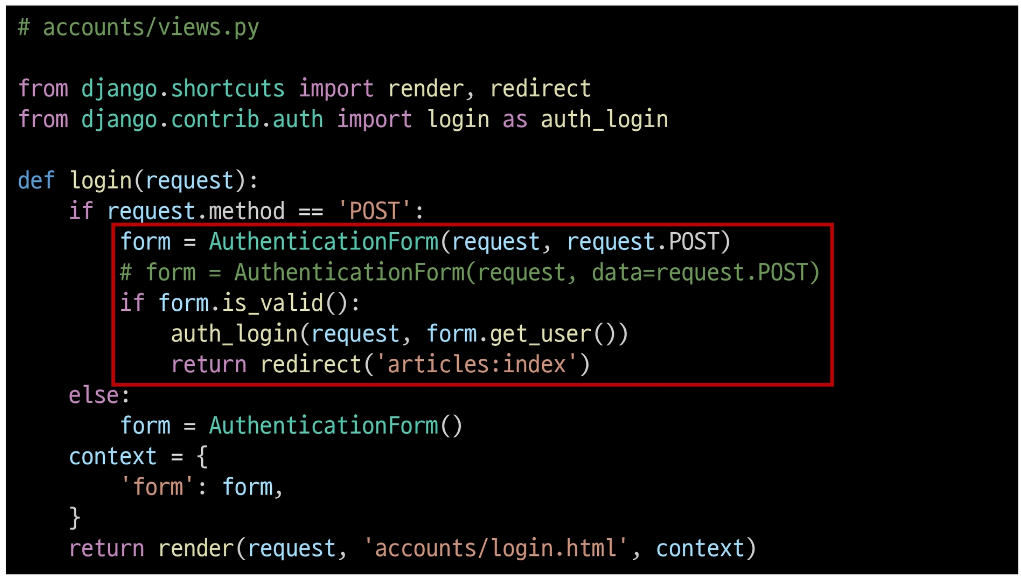 # accounts/views.py
from django.shortcuts import render, redirect
from django.contrib.auth import login as auth_login
def login(request):
    if request.method == 'POST':
        form = AuthenticationForm(request, request.POST)
        # form = AuthenticationForm(request, data=request.POST)
        if form.is_valid():
            auth_login(request, form.get_user())
            return redirect('articles:index')
    else:
        form = AuthenticationForm()
    context = {
        'form': form,
    }
    return render(request, 'accounts/login.html', context)